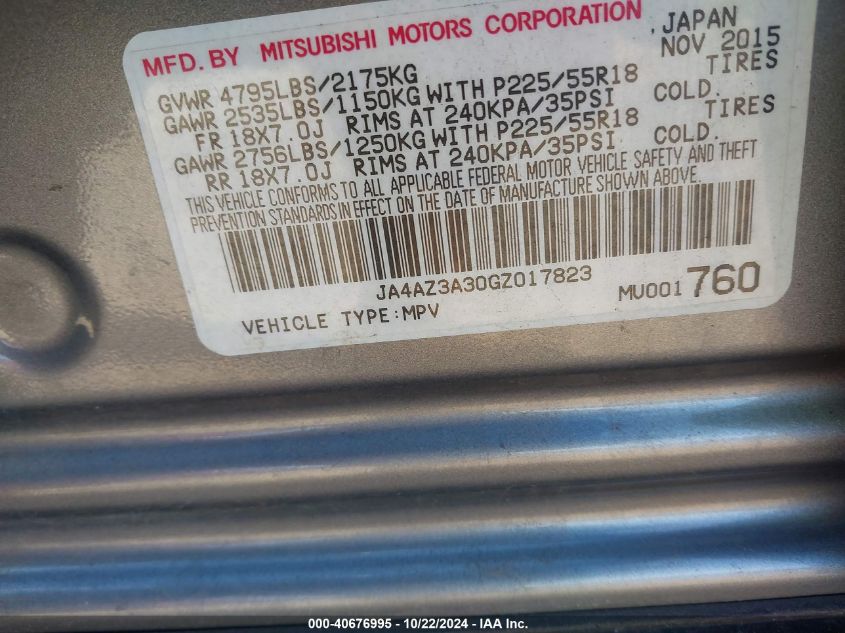 MFD. BY MITSUBISHI MOTORS CORPORATION, JAPAN
GVWR 4795LBS/2175KG NOV 2015
GAWR 2535LBS/1150KG WITH P225/55R18 TIRES
FR 18X7.0J RIMS AT 240KPA/35PSI COLD.
GAWR 2756LBS/1250KG WITH P225/55R18 TIRES
RR 18X7.0J RIMS AT 240KPA/35PSI COLD.
THIS VEHICLE CONFORMS TO ALL APPLICABLE FEDERAL MOTOR VEHICLE SAFETY AND THEFT
PREVENTION STANDARDS IN EFFECT ON THE DATE OF MANUFACTURE SHOWN ABOVE.
JA4AZ3A30GZ017823
VEHICLE TYPE:MPV MU001760
000-40676995 - 10/22/2024 - IAA Inc.